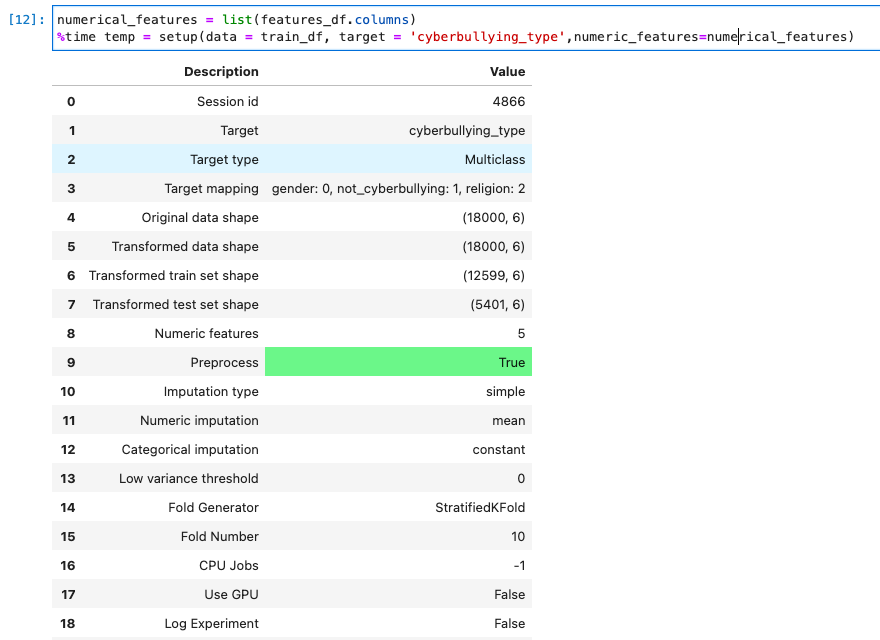 [12]: numerical_features = list(features_df.columns)
%time temp = setup(data = train_df, target = 'cyberbullying_type',numeric_features=numerical_features)
Description Value
0 Session id 4866
1 Target cyberbullying_type
2 Target type Multiclass
3 Target mapping gender: 0, not_cyberbullying: 1, religion: 2
4 Original data shape (18000, 6)
5 Transformed data shape (18000, 6)
6 Transformed train set shape (12599, 6)
7 Transformed test set shape (5401, 6)
8 Numeric features 5
9 Preprocess True
10 Imputation type simple
11 Numeric imputation mean
12 Categorical imputation constant
13 Low variance threshold 0
14 Fold Generator StratifiedKFold
15 Fold Number 10
16 CPU Jobs -1
17 Use GPU False
18 Log Experiment False